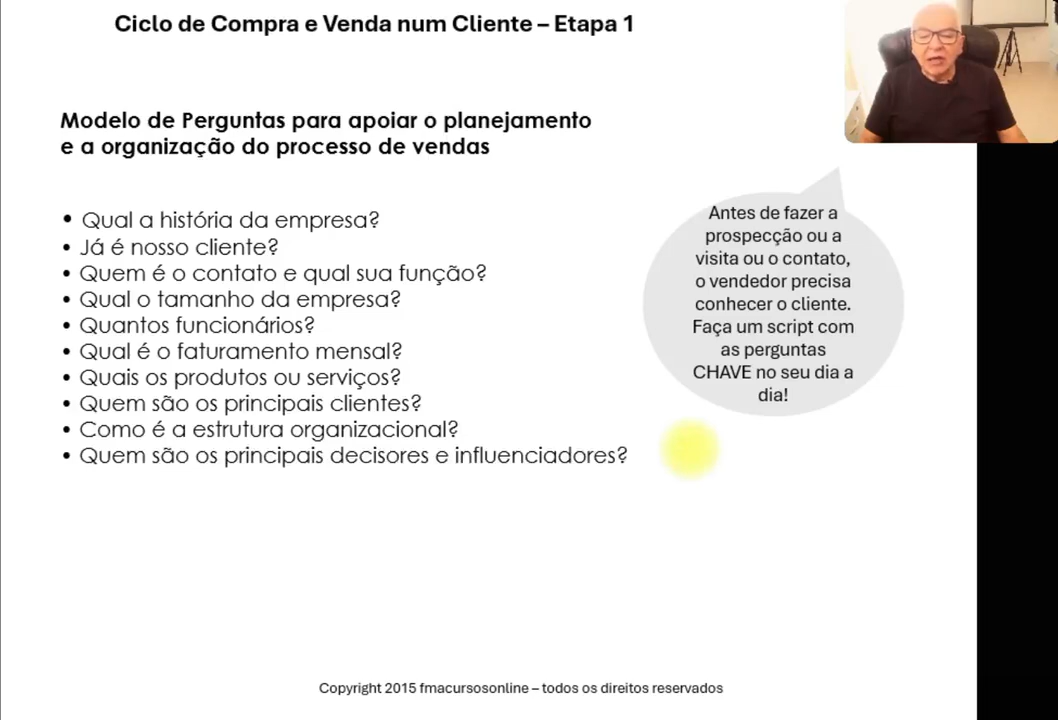 Ciclo de Compra e Venda num Cliente – Etapa 1
Modelo de Perguntas para apoiar o planejamento
e a organização do processo de vendas
• Qual a história da empresa?
• Já é nosso cliente?
• Quem é o contato e qual sua função?
• Qual o tamanho da empresa?
• Quantos funcionários?
• Qual é o faturamento mensal?
• Quais os produtos ou serviços?
• Quem são os principais clientes?
• Como é a estrutura organizacional?
• Quem são os principais decisores e influenciadores?
Antes de fazer a
prospecção ou a
visita ou o contato,
o vendedor precisa
conhecer o cliente.
Faça um script com
as perguntas
CHAVE no seu dia a
dia!
Copyright 2015 fmacursosonline – todos os direitos reservados